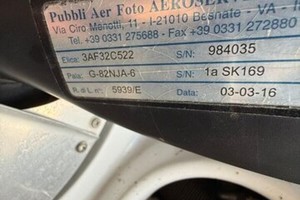 Pubbli Aer Foto AEROSERV
Via Ciro Menotti, 11 - I-21010 Besnate - VA -
Tel. +39 0331 275688 - Fax +39 0331 272880
Elica: 3AF32C522 S/N: 984035
Pala: G-82NJA-6 S/N: 1a SK169
R.d.L. n°: 5939/E Data: 03-03-16